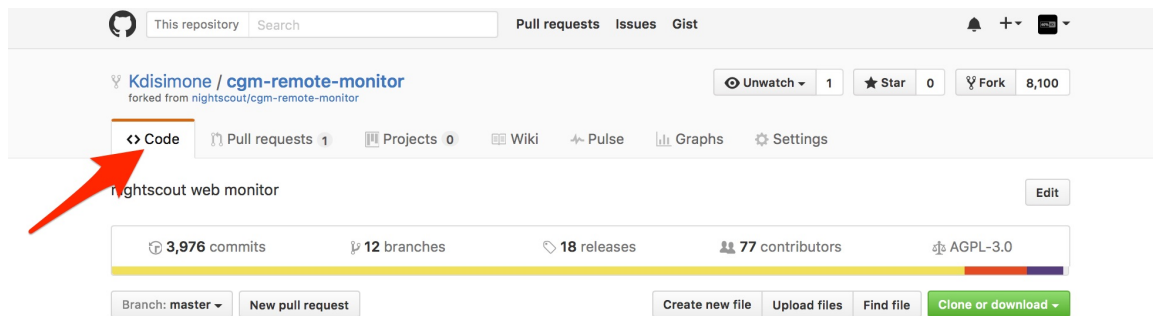 This repository Search Pull requests Issues Gist
Kdisimone / cgm-remote-monitor Unwatch 1 Star 0 Fork 8,100
forked from nightscout/cgm-remote-monitor
Code Pull requests 1 Projects 0 Wiki Pulse Graphs Settings
nightscout web monitor Edit
3,976 commits 12 branches 18 releases 77 contributors AGPL-3.0
Branch: master New pull request Create new file Upload files Find file Clone or download